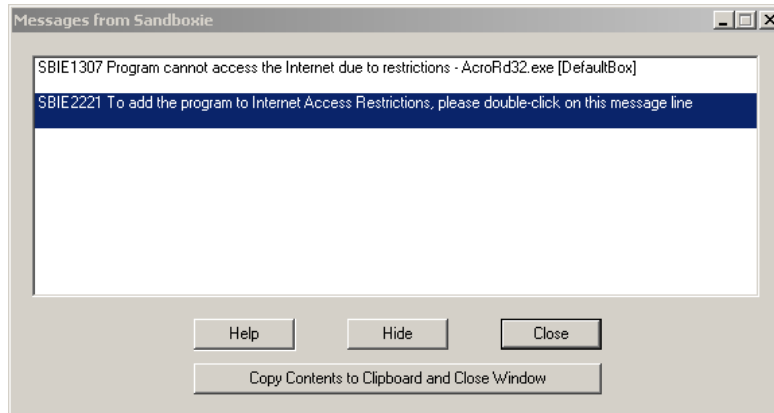 Messages from Sandboxie
SBIE1307 Program cannot access the Internet due to restrictions - AcroRd32.exe [DefaultBox]
SBIE2221 To add the program to Internet Access Restrictions, please double-click on this message line
Help Hide Close
Copy Contents to Clipboard and Close Window